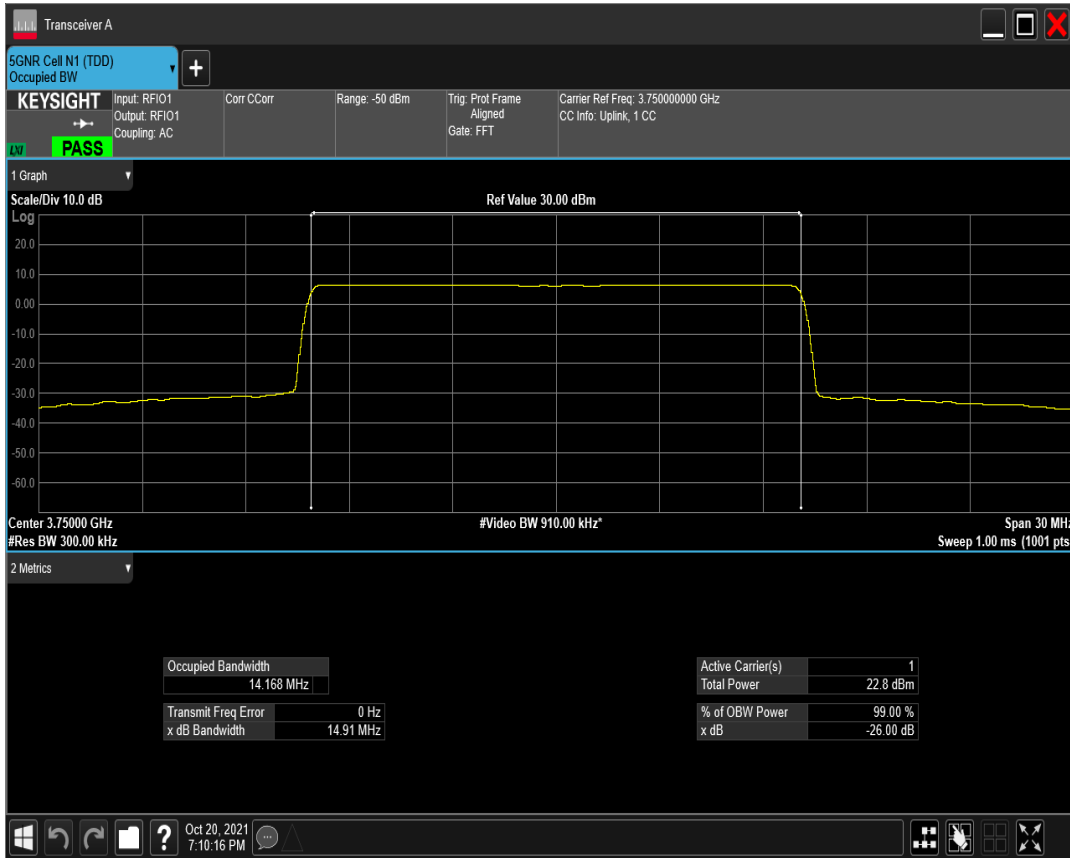 Transceiver A
5GNR Cell N1 (TDD)
Occupied BW
KEYSIGHT
LXI
PASS
Input: RFIO1
Output: RFIO1
Coupling: AC
Corr CCorr
Range: -50 dBm
Trig: Prot Frame
Aligned
Gate: FFT
Carrier Ref Freq: 3.750000000 GHz
CC Info: Uplink, 1 CC
1 Graph
Scale/Div 10.0 dB
Ref Value 30.00 dBm
Log
20.0
10.0
0.00
-10.0
-20.0
-30.0
-40.0
-50.0
-60.0
Center 3.75000 GHz
#Video BW 910.00 kHz*
Span 30 MHz
#Res BW 300.00 kHz
Sweep 1.00 ms (1001 pts
2 Metrics
Occupied Bandwidth
14.168 MHz
Transmit Freq Error 0 Hz
x dB Bandwidth 14.91 MHz
Active Carrier(s) 1
Total Power 22.8 dBm
% of OBW Power 99.00 %
x dB -26.00 dB
?
Oct 20, 2021
7:10:16 PM